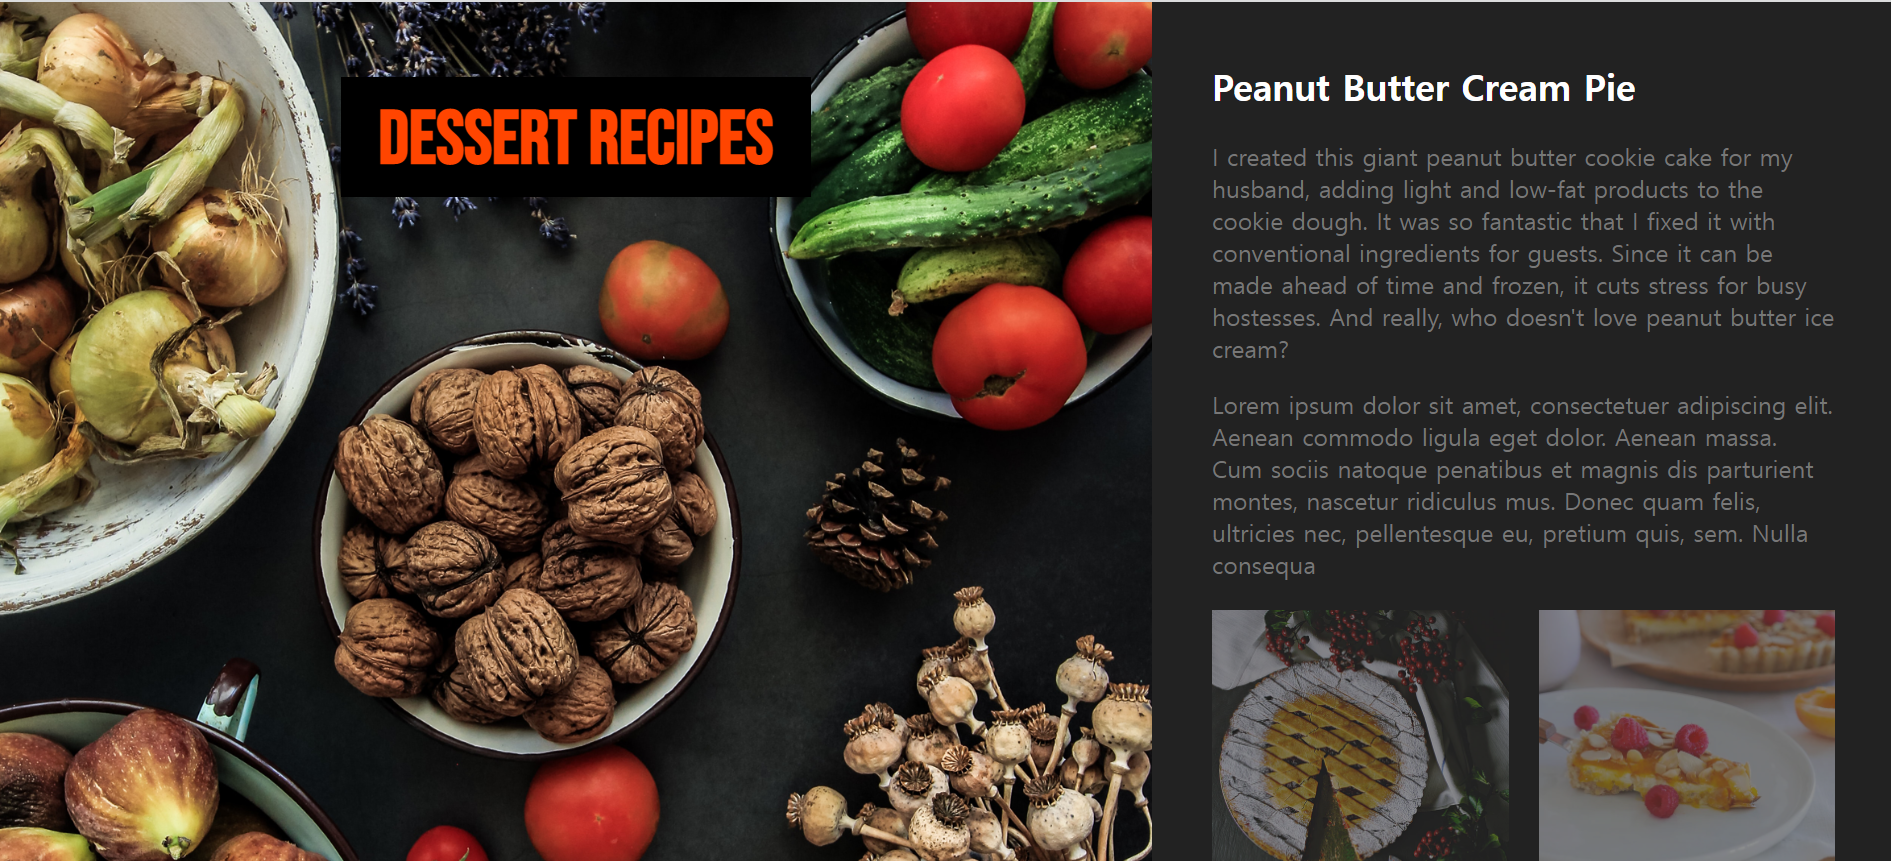 DESSERT RECIPES
Peanut Butter Cream Pie
I created this giant peanut butter cookie cake for my
husband, adding light and low-fat products to the
cookie dough. It was so fantastic that I fixed it with
conventional ingredients for guests. Since it can be
made ahead of time and frozen, it cuts stress for busy
hostesses. And really, who doesn't love peanut butter ice
cream?
Lorem ipsum dolor sit amet, consectetuer adipiscing elit.
Aenean commodo ligula eget dolor. Aenean massa.
Cum sociis natoque penatibus et magnis dis parturient
montes, nascetur ridiculus mus. Donec quam felis,
ultricies nec, pellentesque eu, pretium quis, sem. Nulla
consequa